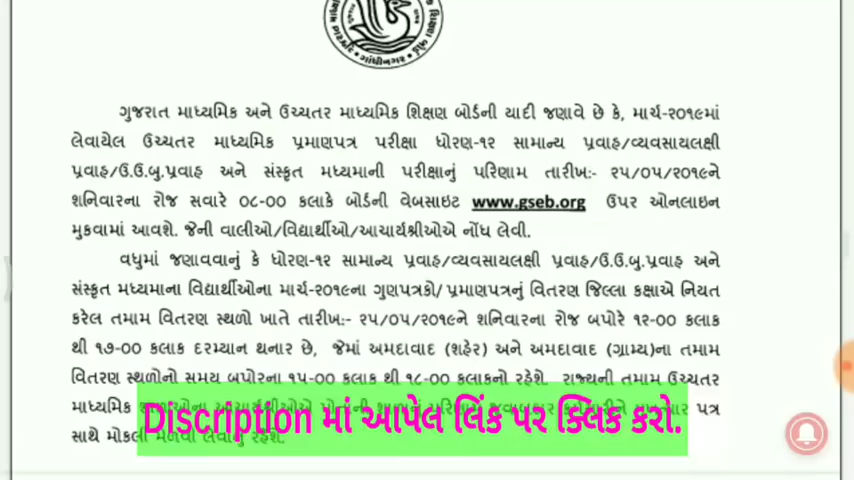 ગાંધીનગર
ગુજરાત માધ્યમિક અને ઉચ્ચતર માધ્યમિક શિક્ષણ બોર્ડની યાદી જણાવે છે કે, માર્ચ-૨૦૧૯માં
લેવાયેલ ઉચ્ચતર માધ્યમિક પ્રમાણપત્ર પરીક્ષા ધોરણ-૧૨ સામાન્ય પ્રવાહ/વ્યવસાયલક્ષી
પ્રવાહ/ઉ.ઉ.બુ.પ્રવાહ અને સંસ્કૃત મધ્યમાની પરીક્ષાનું પરિણામ તારીખ:- ૨૫/૦૫/૨૦૧૯ને
શનિવારના રોજ સવારે ૦૮-૦૦ કલાકે બોર્ડની વેબસાઇટ www.gseb.org ઉપર ઓનલાઇન
મુકવામાં આવશે. જેની વાલીઓ/વિદ્યાર્થીઓ/આચાર્યશ્રીઓએ નોંધ લેવી.
વધુમાં જણાવવાનું કે ધોરણ-૧૨ સામાન્ય પ્રવાહ/વ્યવસાયલક્ષી પ્રવાહ/ઉ.ઉ.બુ.પ્રવાહ અને
સંસ્કૃત મધ્યમાના વિદ્યાર્થીઓના માર્ચ-૨૦૧૯ના ગુણપત્રકો/ પ્રમાણપત્રનું વિતરણ જિલ્લા કક્ષાએ નિયત
કરેલ તમામ વિતરણ સ્થળો ખાતે તારીખ:- ૨૫/૦૫/૨૦૧૯ને શનિવારના રોજ બપોરે ૧૨-૦૦ કલાક
થી ૧૭-૦૦ કલાક દરમ્યાન થનાર છે, જેમાં અમદાવાદ (શહેર) અને અમદાવાદ (ગ્રામ્ય)ના તમામ
વિતરણ સ્થળોનો સમય બપોરના ૧૫-૦૦ કલાક થી ૧૮-૦૦ કલાકનો રહેશે. રાજ્યની તમામ ઉચ્ચતર
માધ્યમિક પત્ર
સાથે મોકલી
Discription માં આપેલ લિંક પર ક્લિક કરો.